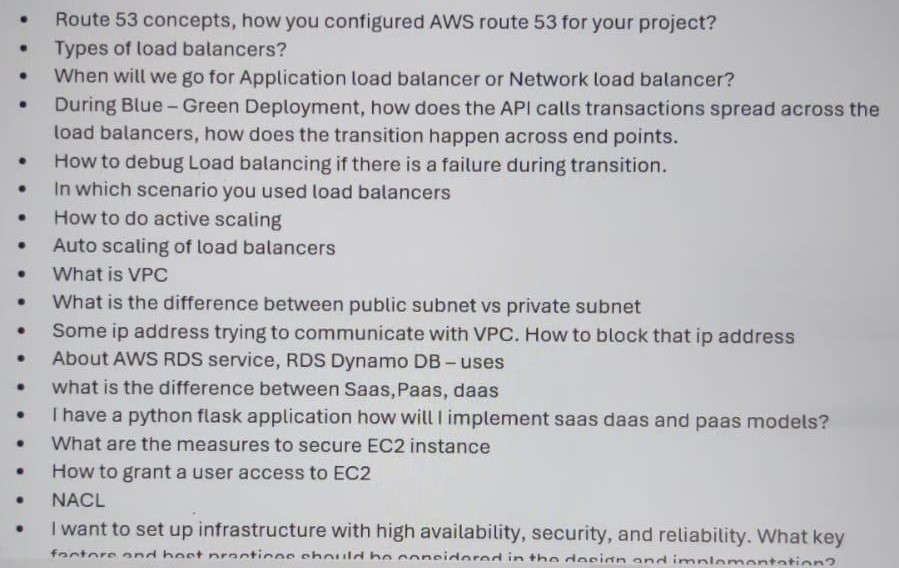 • Route 53 concepts, how you configured AWS route 53 for your project?
• Types of load balancers?
• When will we go for Application load balancer or Network load balancer?
• During Blue – Green Deployment, how does the API calls transactions spread across the
load balancers, how does the transition happen across end points.
• How to debug Load balancing if there is a failure during transition.
• In which scenario you used load balancers
• How to do active scaling
• Auto scaling of load balancers
• What is VPC
• What is the difference between public subnet vs private subnet
• Some ip address trying to communicate with VPC. How to block that ip address
• About AWS RDS service, RDS Dynamo DB – uses
• what is the difference between Saas,Paas, daas
• I have a python flask application how will I implement saas daas and paas models?
• What are the measures to secure EC2 instance
• How to grant a user access to EC2
• NACL
• I want to set up infrastructure with high availability, security, and reliability. What key
factors and best practices should be considered in the design and implementation?